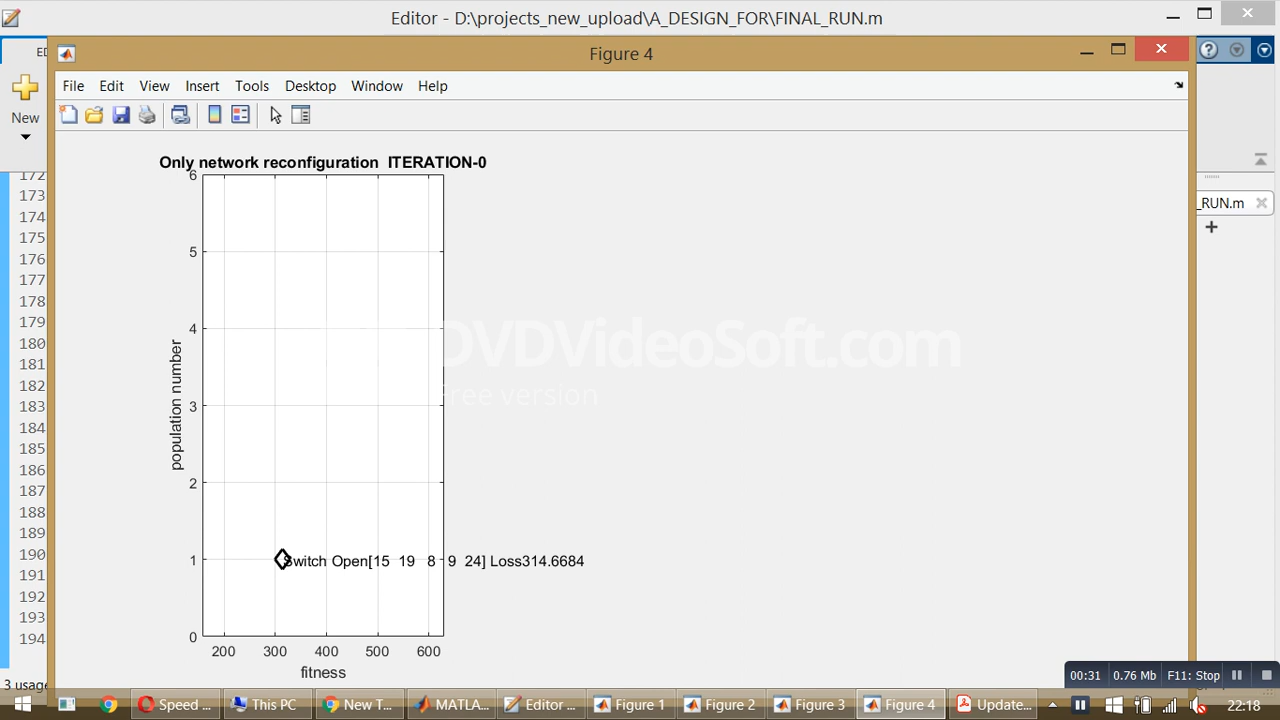 Editor - D:\projects_new_upload\A_DESIGN_FOR\FINAL_RUN.m
Figure 4
File Edit View Insert Tools Desktop Window Help
New
Only network reconfiguration ITERATION-0
6
5
4
3
2
1
0
population number
Switch Open[15 19 8 9 24] Loss314.6684
200 300 400 500 600
fitness
DVDVideoSoft.com
Free version
172
173
174
175
176
177
178
179
180
181
182
183
184
185
186
187
188
189
190
191
192
193
194
_RUN.m
3 usage
00:31 0.76 Mb F11: Stop
Speed ... This PC New T... MATLA... Editor ... Figure 1 Figure 2 Figure 3 Figure 4 Update... 22:18